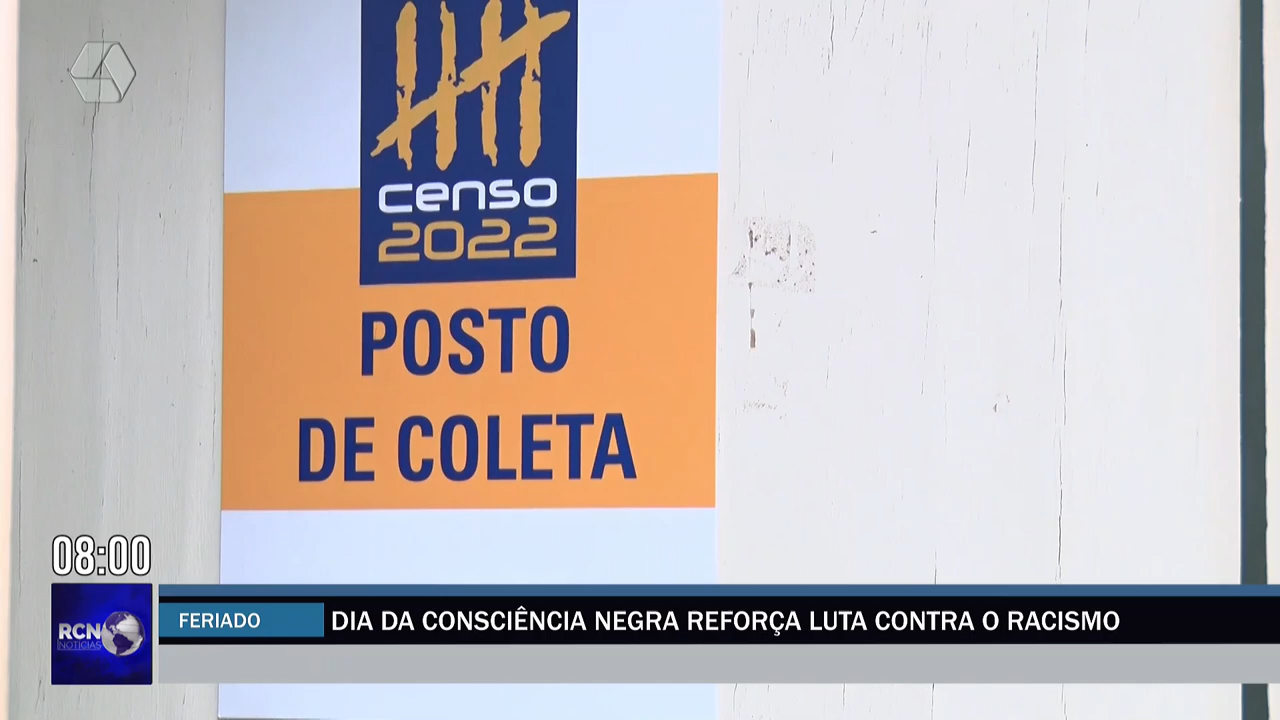 censo
2022
POSTO
DE COLETA
08:00
RCN
NOTÍCIAS
FERIADO
DIA DA CONSCIÊNCIA NEGRA REFORÇA LUTA CONTRA O RACISMO